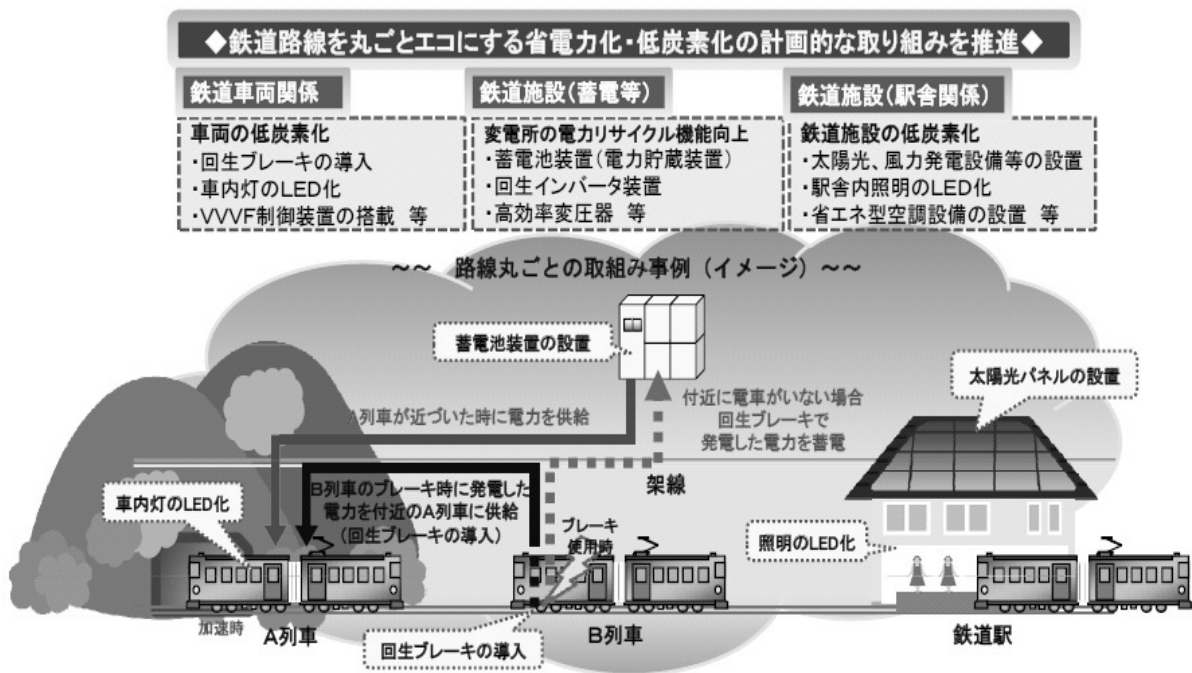 ◆鉄道路線を丸ごとエコにする省電力化・低炭素化の計画的な取り組みを推進◆
鉄道車両関係
車両の低炭素化
・回生ブレーキの導入
・車内灯のLED化
・VVVF制御装置の搭載 等
鉄道施設(蓄電等)
変電所の電力リサイクル機能向上
・蓄電池装置(電力貯蔵装置)
・回生インバータ装置
・高効率変圧器 等
鉄道施設(駅舎関係)
鉄道施設の低炭素化
・太陽光、風力発電設備等の設置
・駅舎内照明のLED化
・省エネ型空調設備の設置 等
~~ 路線丸ごとの取組み事例(イメージ)~~
蓄電池装置の設置
太陽光パネルの設置
A列車が近づいた時に電力を供給
付近に電車がいない場合
回生ブレーキで
発電した電力を蓄電
架線
車内灯のLED化
B列車のブレーキ時に発電した
電力を付近のA列車に供給
(回生ブレーキの導入)
ブレーキ
使用時
照明のLED化
加速時
A列車
回生ブレーキの導入
B列車
鉄道駅